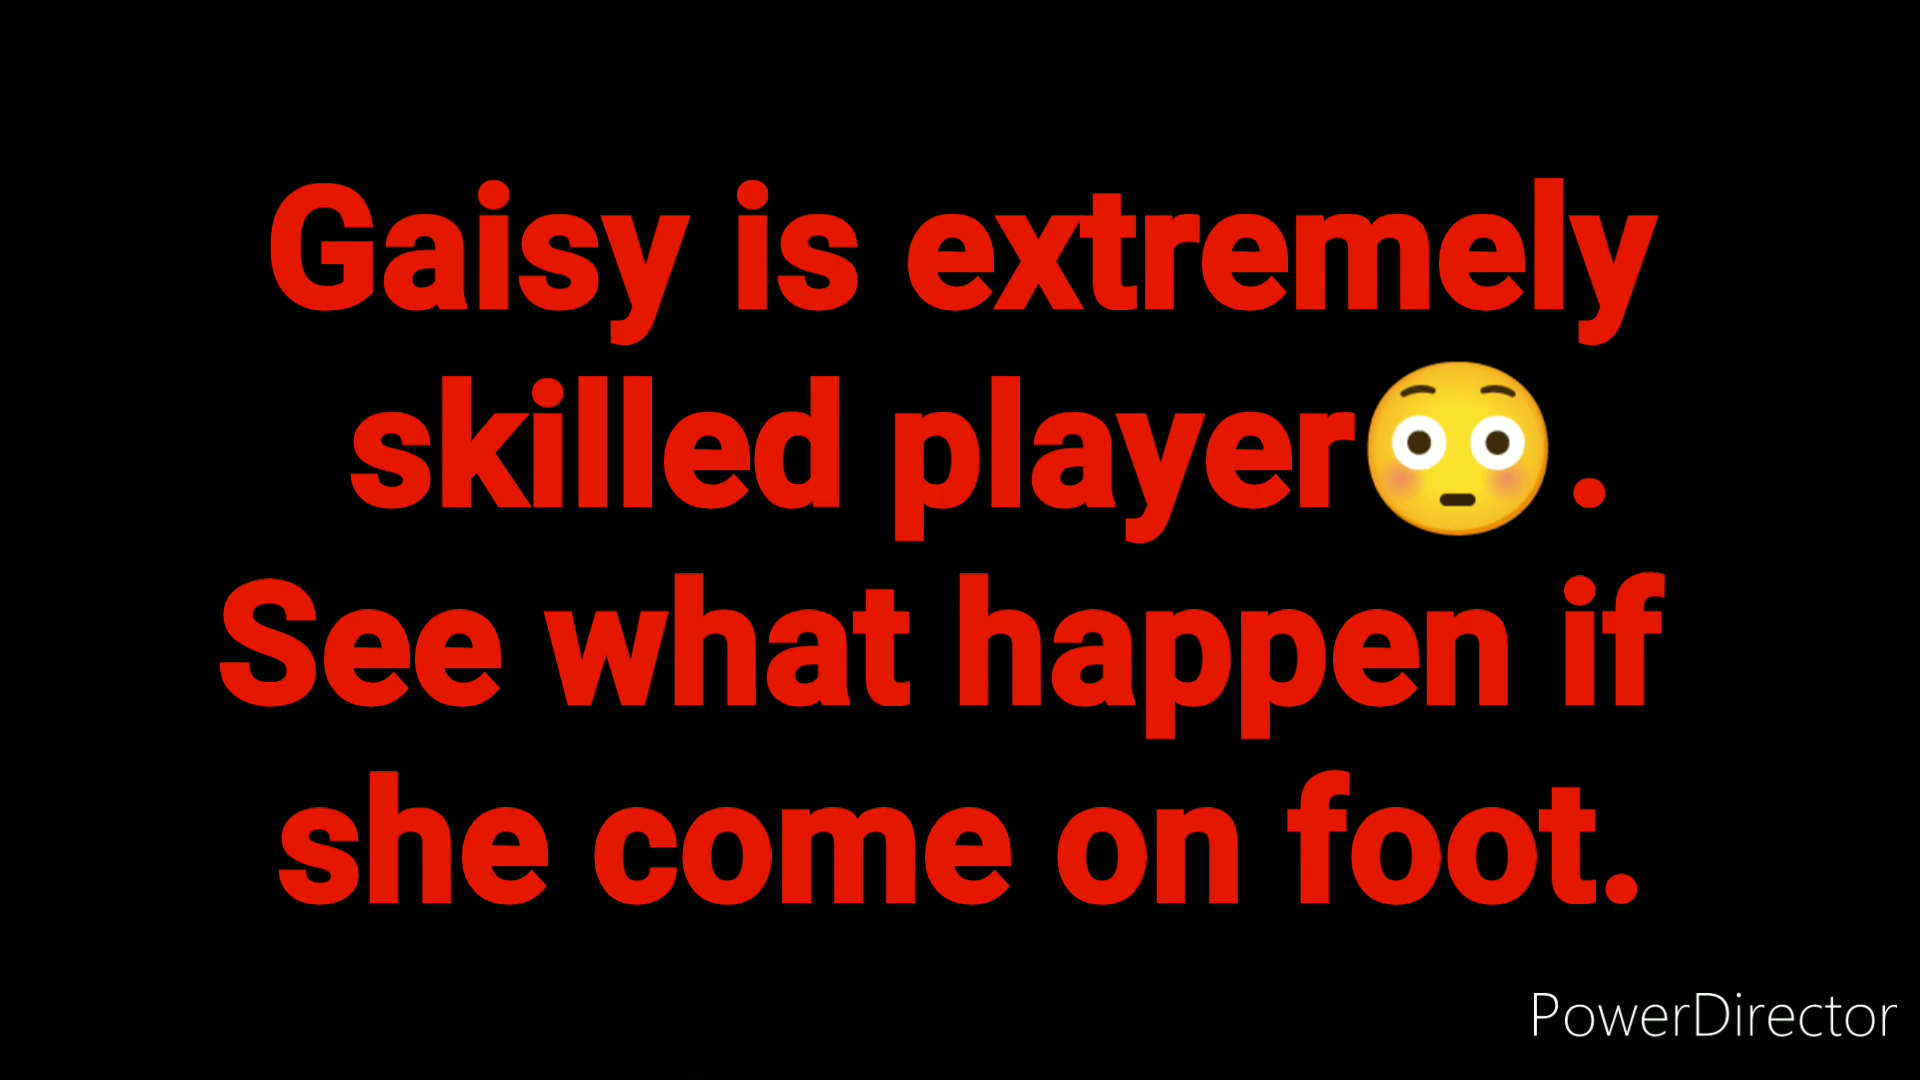 Gaisy is extremely
skilled player😳.
See what happen if
she come on foot.
PowerDirector